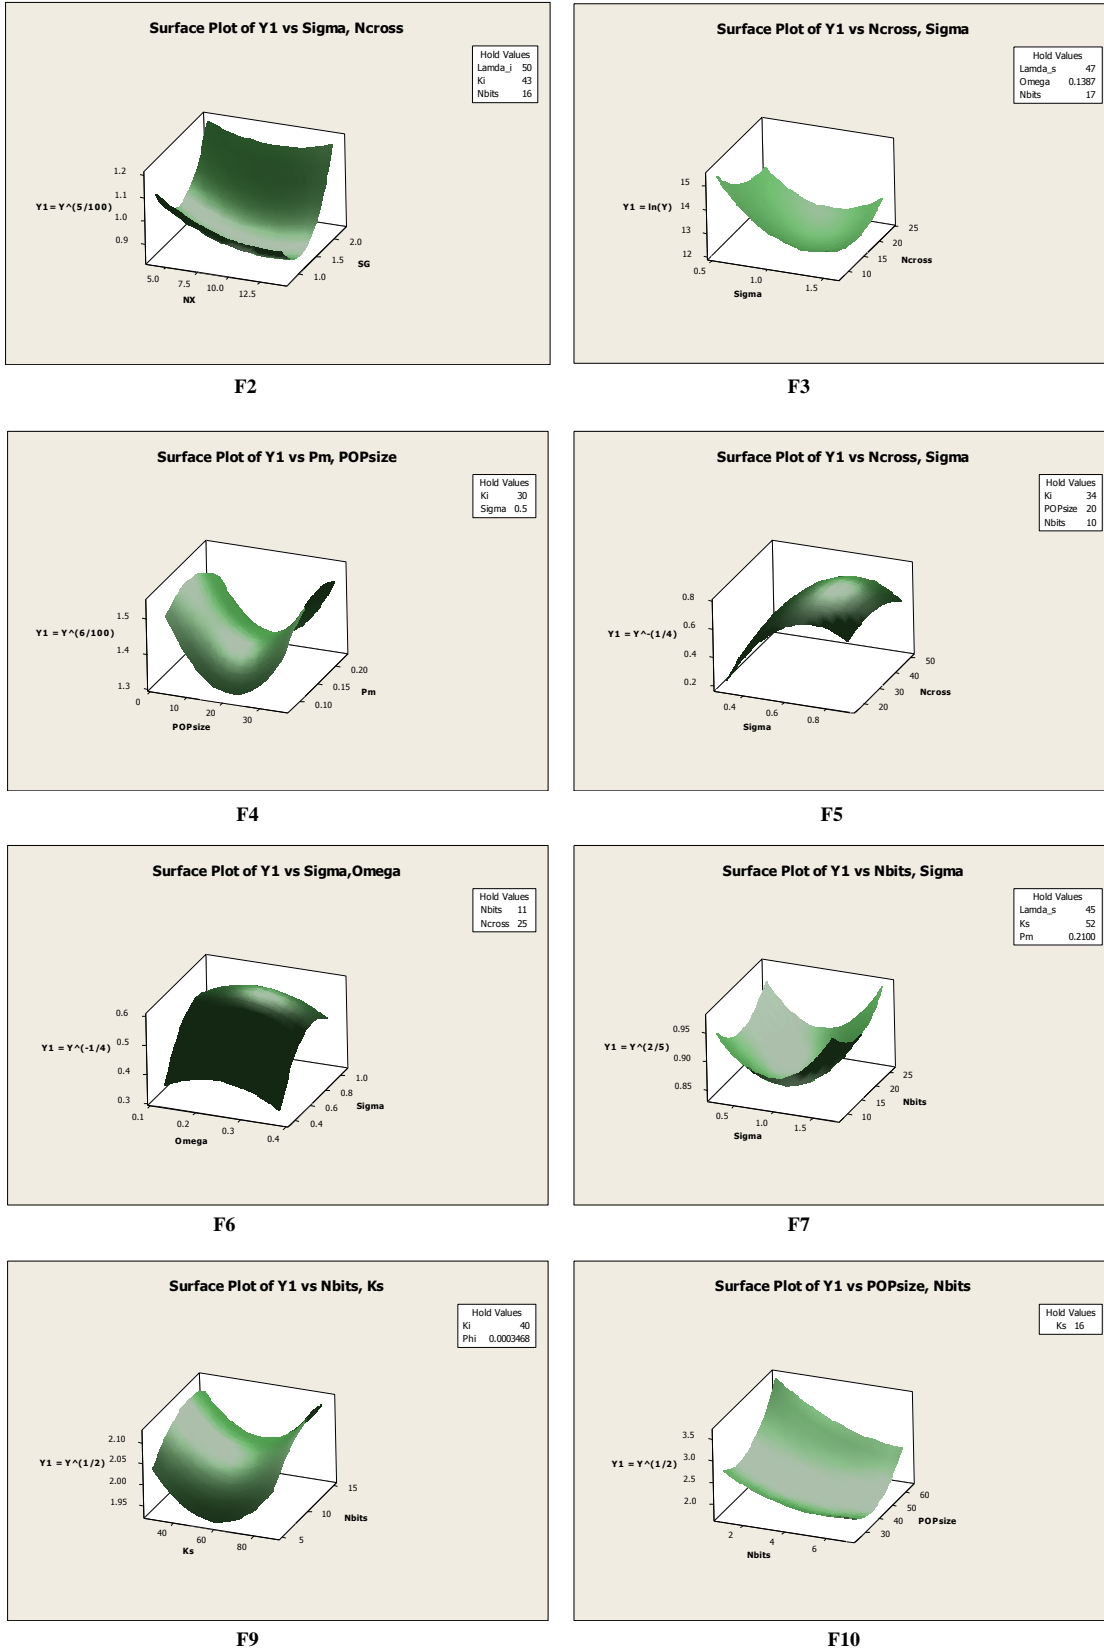 Surface Plot of Y1 vs Sigma, Ncross
Hold Values
Lamda_i 50
Ki 43
Nbits 16
1.2
1.1
1.0
0.9
Y1= Y^(5/100)
5.0
7.5
10.0
12.5
NX
1.0
1.5
2.0
SG
F2
Surface Plot of Y1 vs Ncross, Sigma
Hold Values
Lamda_s 47
Omega 0.1387
Nbits 17
15
14
13
12
Y1 = ln(Y)
0.5
1.0
1.5
Sigma
10
15
20
25
Ncross
F3
Surface Plot of Y1 vs Pm, POPsize
Hold Values
Ki 30
Sigma 0.5
1.5
1.4
1.3
Y1 = Y^(6/100)
0
10
20
30
POPsize
0.10
0.15
0.20
Pm
F4
Surface Plot of Y1 vs Ncross, Sigma
Hold Values
Ki 34
POPsize 20
Nbits 10
0.8
0.6
0.4
0.2
Y1 = Y^-(1/4)
0.4
0.6
0.8
Sigma
20
30
40
50
Ncross
F5
Surface Plot of Y1 vs Sigma,Omega
Hold Values
Nbits 11
Ncross 25
0.6
0.5
0.4
0.3
Y1 = Y^(-1/4)
0.1
0.2
0.3
0.4
Omega
0.4
0.6
0.8
1.0
Sigma
F6
Surface Plot of Y1 vs Nbits, Sigma
Hold Values
Lamda_s 45
Ks 52
Pm 0.2100
0.95
0.90
0.85
Y1 = Y^(2/5)
0.5
1.0
1.5
Sigma
10
15
20
25
Nbits
F7
Surface Plot of Y1 vs Nbits, Ks
Hold Values
Ki 40
Phi 0.0003468
2.10
2.05
2.00
1.95
Y1 = Y^(1/2)
40
60
80
Ks
5
10
15
Nbits
F9
Surface Plot of Y1 vs POPsize, Nbits
Hold Values
Ks 16
3.5
3.0
2.5
2.0
Y1 = Y^(1/2)
2
4
6
Nbits
30
40
50
60
POPsize
F10